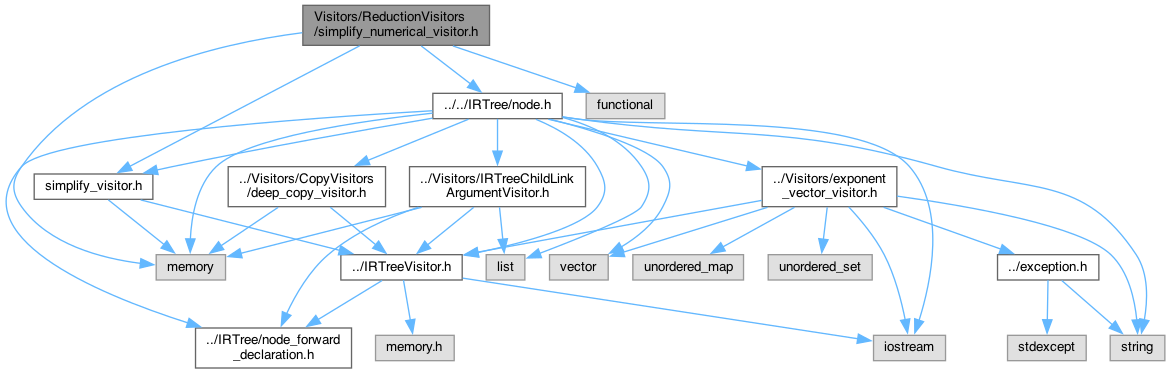 Visitors/ReductionVisitors
/simplify_numerical_visitor.h
../../IRTree/node.h
functional
simplify_visitor.h
../Visitors/CopyVisitors
/deep_copy_visitor.h
../Visitors/IRTreeChildLink
ArgumentVisitor.h
../Visitors/exponent
_vector_visitor.h
memory
../IRTreeVisitor.h
list
vector
unordered_map
unordered_set
../exception.h
../IRTree/node_forward
_declaration.h
memory.h
iostream
stdexcept
string